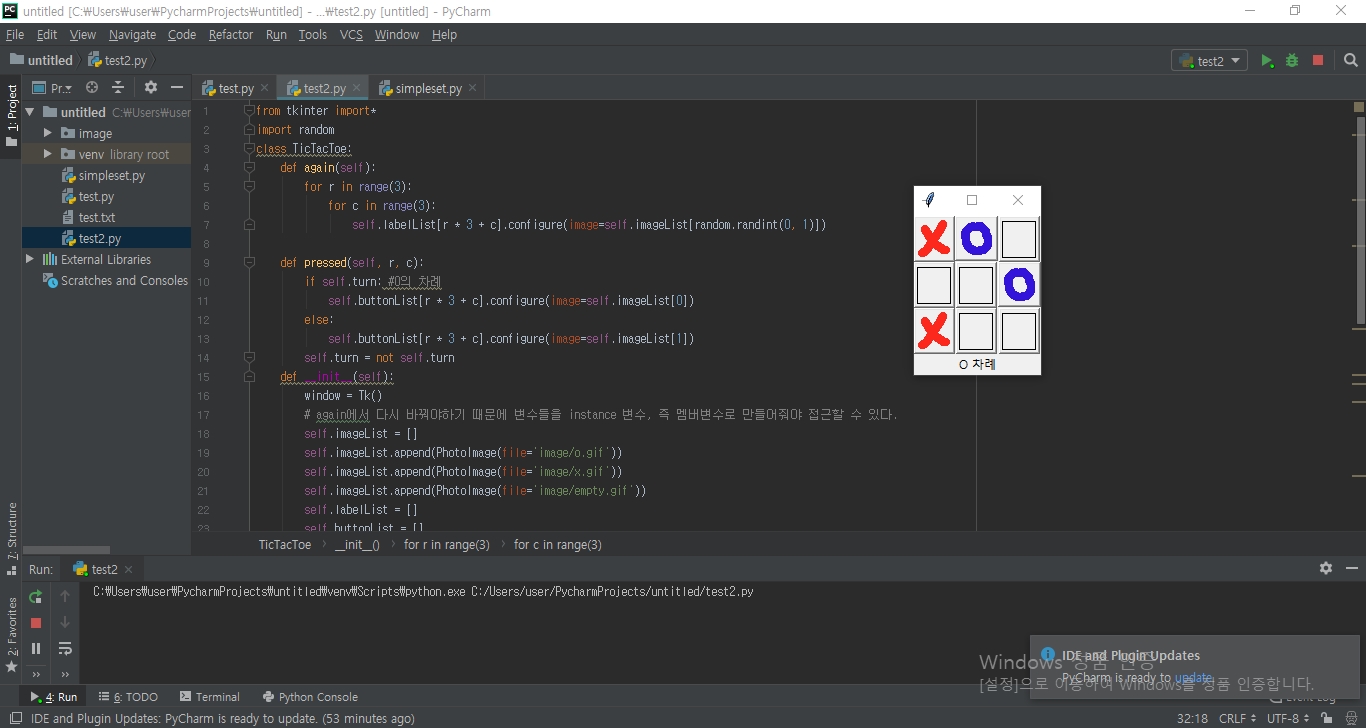 untitled [C:₩Users₩user₩PycharmProjects₩untitled] - ...₩test2.py [untitled] - PyCharm
File Edit View Navigate Code Refactor Run Tools VCS Window Help
untitled test2.py test2
1: Project Pr.. test.py test2.py simpleset.py
untitled C:₩Users₩user
image
venv library root
simpleset.py
test.py
test.txt
test2.py
External Libraries
Scratches and Consoles
1 from tkinter import*
2 import random
3 class TicTacToe:
4 def again(self):
5 for r in range(3):
6 for c in range(3):
7 self.labelList[r * 3 + c].configure(image=self.imageList[random.randint(0, 1)])
8
9 def pressed(self, r, c):
10 if self.turn: #O의 차례
11 self.buttonList[r * 3 + c].configure(image=self.imageList[0])
12 else:
13 self.buttonList[r * 3 + c].configure(image=self.imageList[1])
14 self.turn = not self.turn
15 def __init__(self):
16 window = Tk()
17 # again에서 다시 바꿔야하기 때문에 변수들을 instance 변수, 즉 멤버변수로 만들어줘야 접근할 수 있다.
18 self.imageList = []
19 self.imageList.append(PhotoImage(file='image/o.gif'))
20 self.imageList.append(PhotoImage(file='image/x.gif'))
21 self.imageList.append(PhotoImage(file='image/empty.gif'))
22 self.labelList = []
23 self.buttonList = []
X O
O
X
O 차례
TicTacToe __init__() for r in range(3) for c in range(3)
7: Structure
2: Favorites
Run: test2
C:₩Users₩user₩PycharmProjects₩untitled₩venv₩Scripts₩python.exe C:/Users/user/PycharmProjects/untitled/test2.py
IDE and Plugin Updates
PyCharm is ready to update.
Windows 정품 인증
[설정]으로 이동하여 Windows를 정품 인증합니다.
4: Run 6: TODO Terminal Python Console Event Log
IDE and Plugin Updates: PyCharm is ready to update. (53 minutes ago) 32:18 CRLF UTF-8